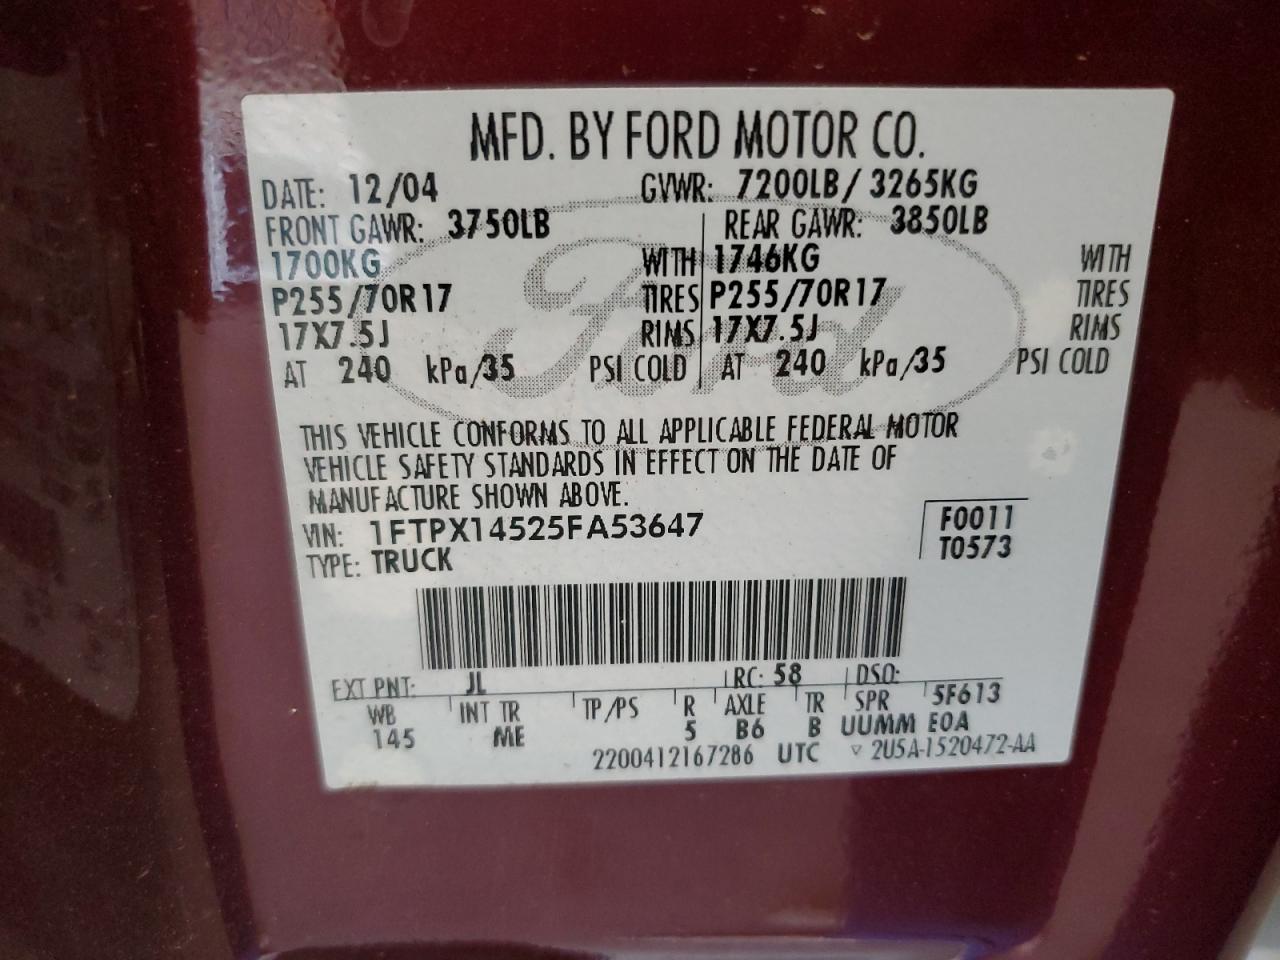 MFD. BY FORD MOTOR CO.
DATE: 12/04 GVWR: 7200LB/ 3265KG
FRONT GAWR: 3750LB REAR GAWR: 3850LB
1700KG WITH 1746KG WITH
P255/70R17 TIRES P255/70R17 TIRES
17X7.5J RIMS 17X7.5J RIMS
AT 240 kPa/35 PSI COLD AT 240 kPa/35 PSI COLD
Ford
THIS VEHICLE CONFORMS TO ALL APPLICABLE FEDERAL MOTOR
VEHICLE SAFETY STANDARDS IN EFFECT ON THE DATE OF
MANUFACTURE SHOWN ABOVE.
VIN: 1FTPX14525FA53647 F0011
TYPE: TRUCK T0573
EXT PNT: JL RC: 58 DSO:
WB INT TR TP/PS R AXLE TR SPR 5F613
145 ME 5 B6 B UUMM EOA
2200412167286 UTC ▽ 2U5A-1520472-AA